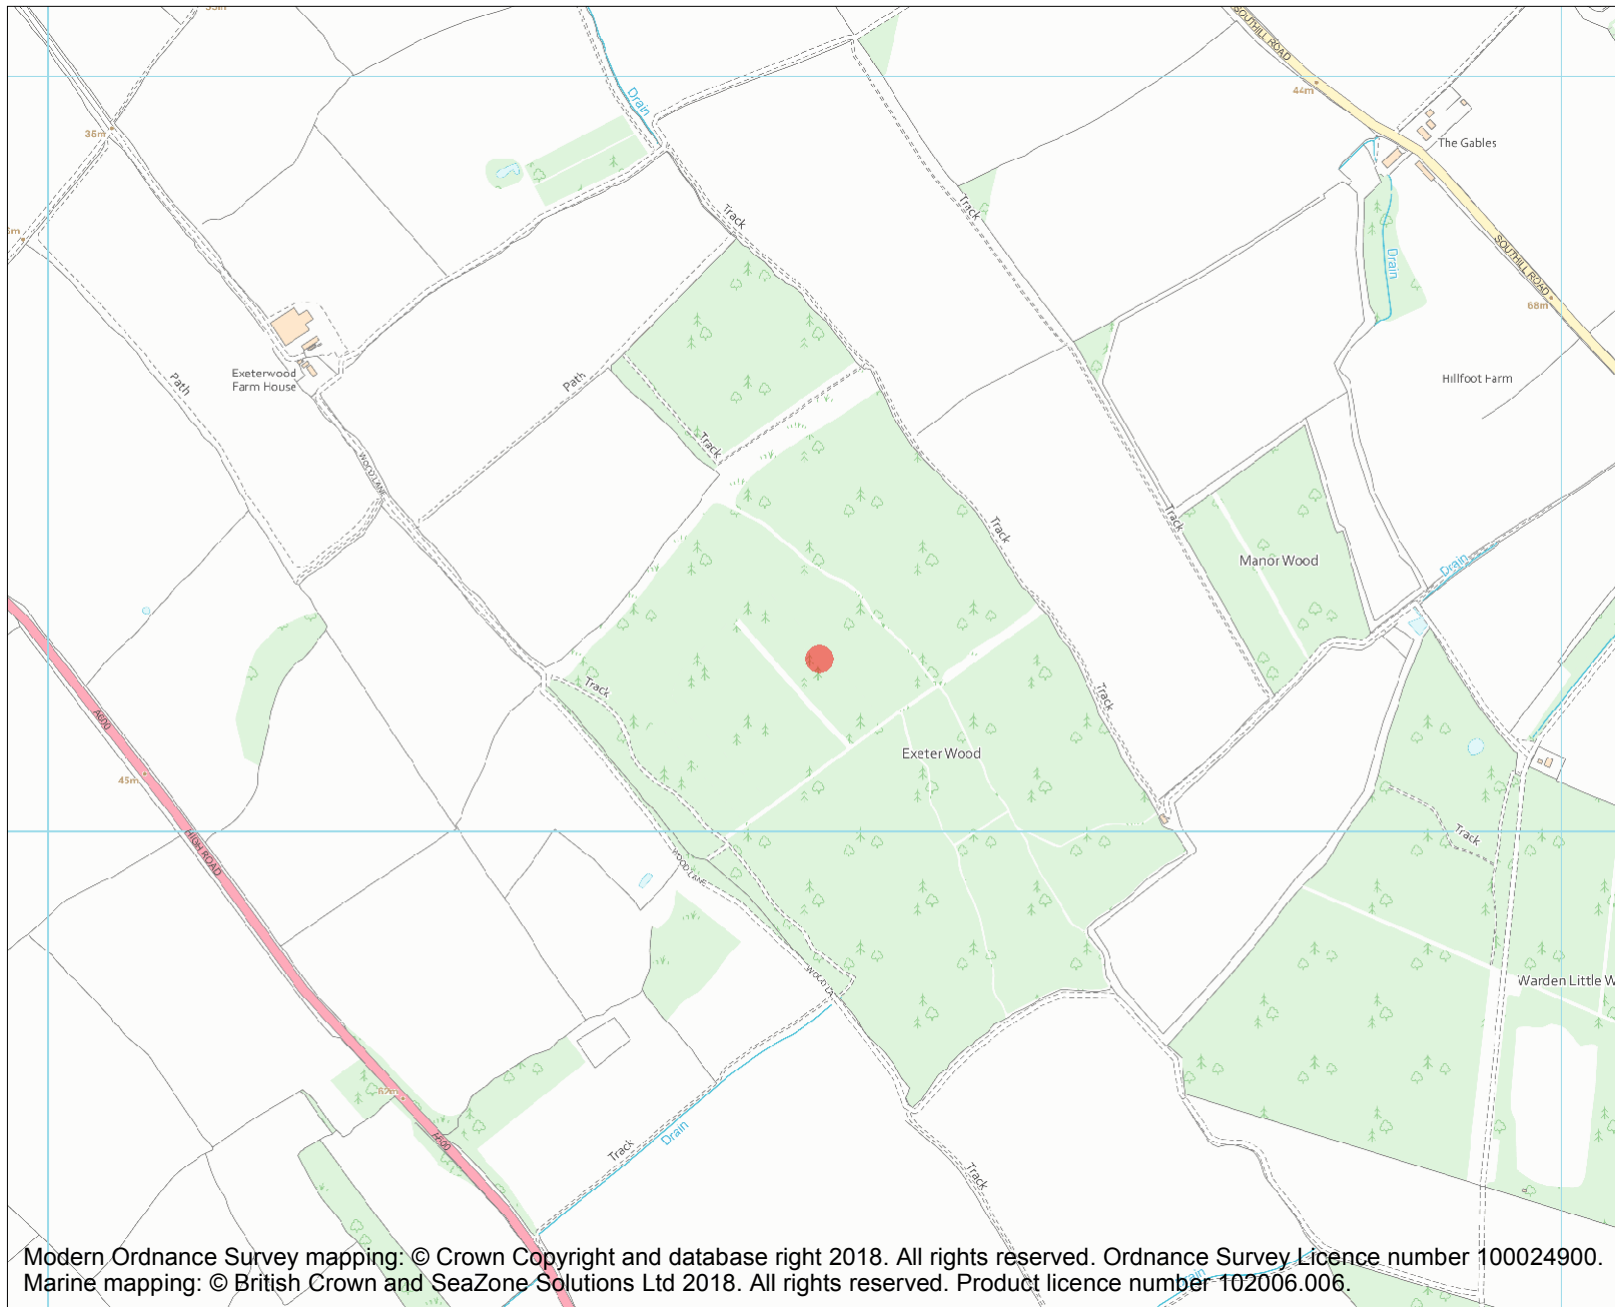 SOUTHILL ROAD
44m
The Gables
Drain
36m
Track
Track
SOUTHILL ROAD
Drain
68m
Exeterwood
Farm House
Path
Path
Hillfoot Farm
Track
WOOD LANE
Track
Track
Manor Wood
Drain
Track
Track
A600
Exeter Wood
45m
HIGH ROAD
Track
WOOD LANE
WOOD LA
Warden Little W
A600
Track
Drain
Track
Drain
Modern Ordnance Survey mapping: © Crown Copyright and database right 2018. All rights reserved. Ordnance Survey Licence number 100024900.
Marine mapping: © British Crown and SeaZone Solutions Ltd 2018. All rights reserved. Product licence number 102006.006.